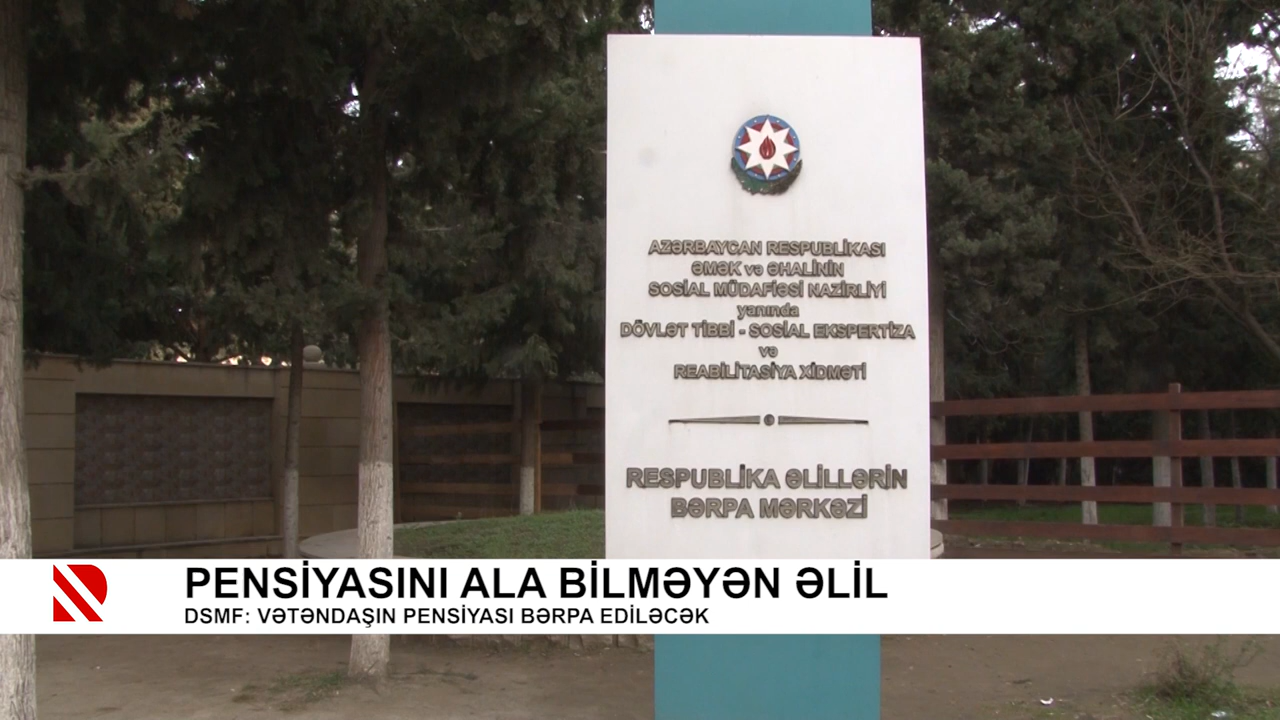 AZƏRBAYCAN RESPUBLİKASI
ƏMƏK və ƏHALİNİN
SOSİAL MÜDAFİƏSİ NAZİRLİYİ
yanında
DÖVLƏT TİBBİ - SOSİAL EKSPERTİZA
və
REABİLİTASİYA XİDMƏTİ
RESPUBLİKA ƏLİLLƏRİN
BƏRPA MƏRKƏZİ
PENSİYASINI ALA BİLMƏYƏN ƏLİL
DSMF: VƏTƏNDAŞIN PENSİYASI BƏRPA EDİLƏCƏK